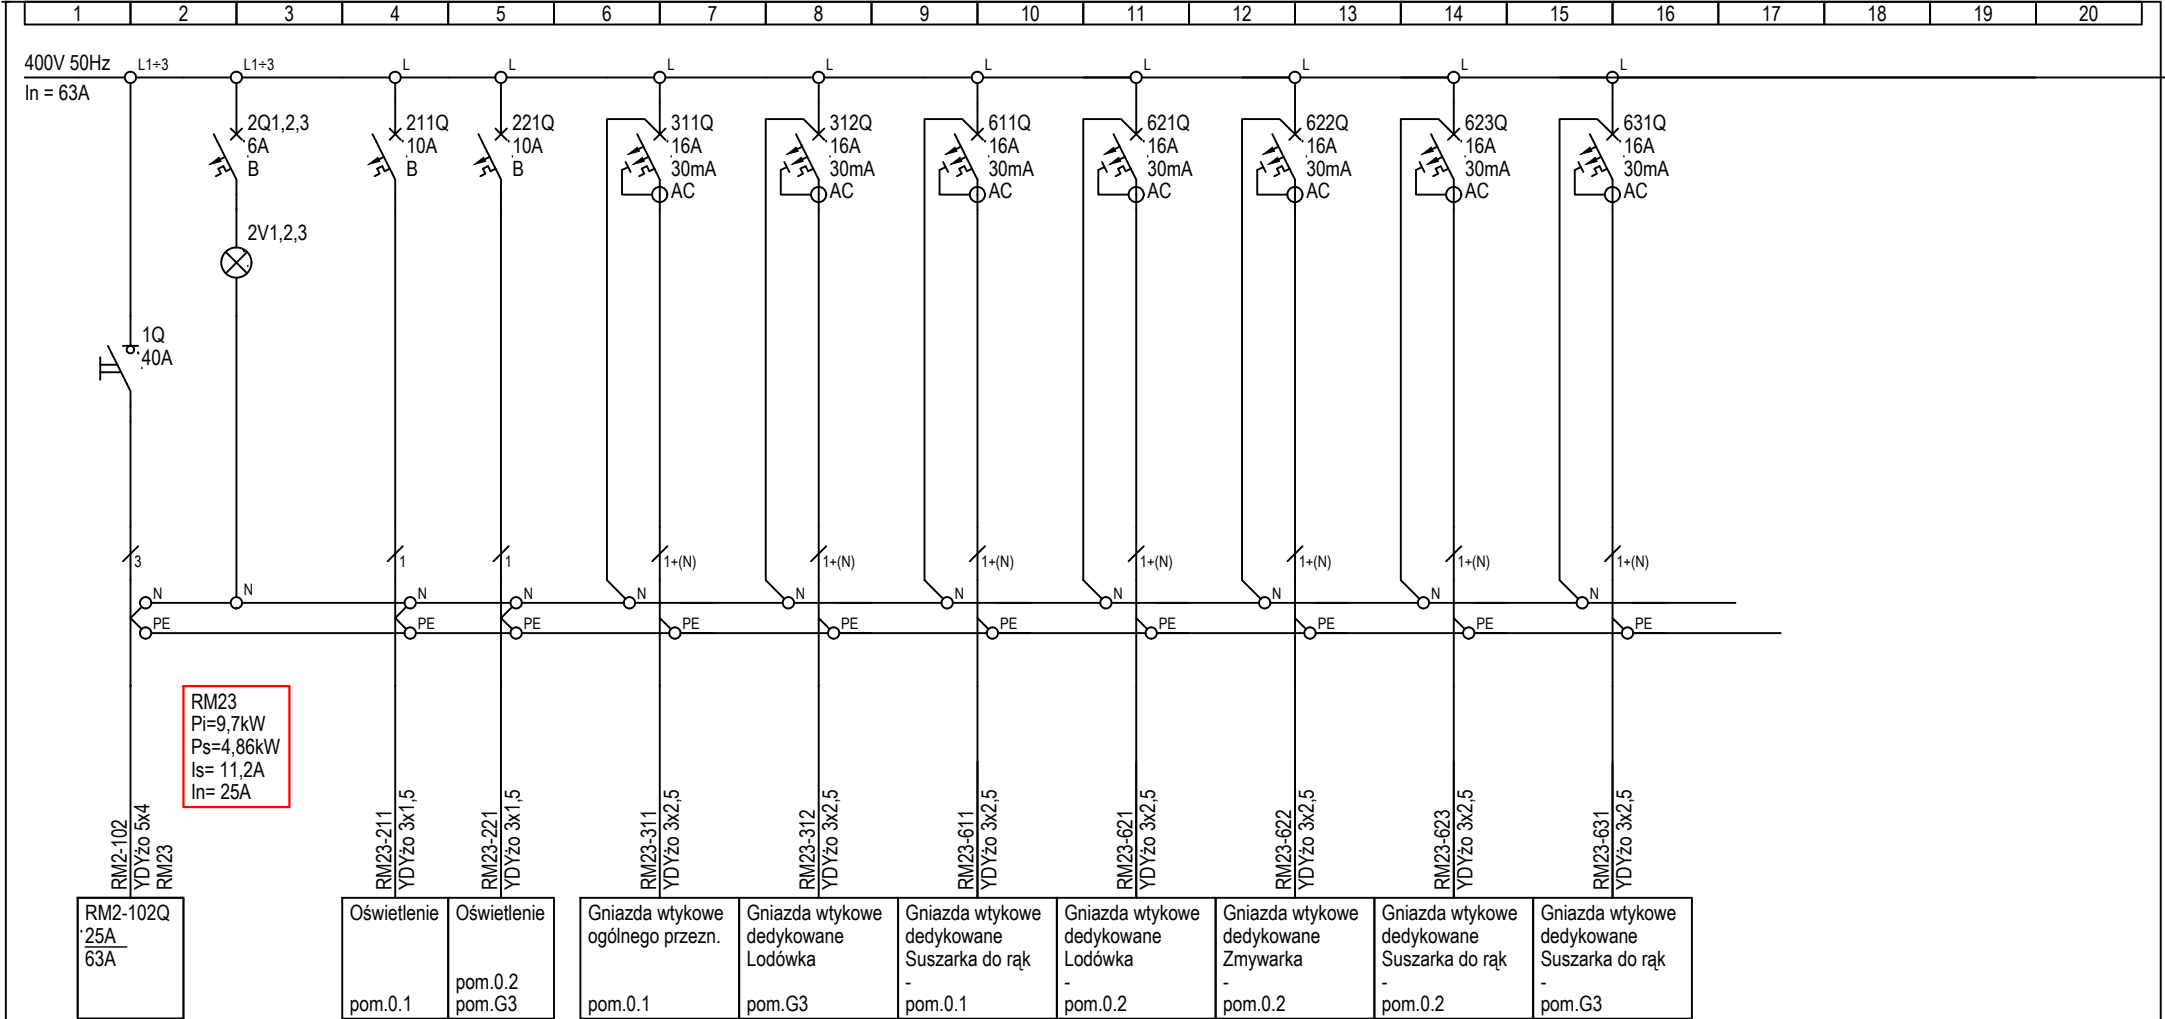 1 2 3 4 5 6 7 8 9 10 11 12 13 14 15 16 17 18 19 20
400V 50Hz
In = 63A
L1÷3
L1÷3
L
L
L
L
L
L
L
L
L
2Q1,2,3
6A
B
211Q
10A
B
221Q
10A
B
311Q
16A
30mA
AC
312Q
16A
30mA
AC
611Q
16A
30mA
AC
621Q
16A
30mA
AC
622Q
16A
30mA
AC
623Q
16A
30mA
AC
631Q
16A
30mA
AC
2V1,2,3
1Q
40A
3
1
1
1+(N)
1+(N)
1+(N)
1+(N)
1+(N)
1+(N)
1+(N)
N
N
N
N
N
N
N
N
N
N
N
PE
PE
PE
PE
PE
PE
PE
PE
PE
PE
RM23
Pi=9,7kW
Ps=4,86kW
Is= 11,2A
In= 25A
RM2-102
YDYżo 5x4
RM23
RM23-211
YDYżo 3x1,5
RM23-221
YDYżo 3x1,5
RM23-311
YDYżo 3x2,5
RM23-312
YDYżo 3x2,5
RM23-611
YDYżo 3x2,5
RM23-621
YDYżo 3x2,5
RM23-622
YDYżo 3x2,5
RM23-623
YDYżo 3x2,5
RM23-631
YDYżo 3x2,5
RM2-102Q
25A
63A
Oświetlenie
pom.0.1
Oświetlenie
pom.0.2
pom.G3
Gniazda wtykowe
ogólnego przezn.
pom.0.1
Gniazda wtykowe
dedykowane
Lodówka
pom.G3
Gniazda wtykowe
dedykowane
Suszarka do rąk
-
pom.0.1
Gniazda wtykowe
dedykowane
Lodówka
-
pom.0.2
Gniazda wtykowe
dedykowane
Zmywarka
-
pom.0.2
Gniazda wtykowe
dedykowane
Suszarka do rąk
-
pom.0.2
Gniazda wtykowe
dedykowane
Suszarka do rąk
-
pom.G3